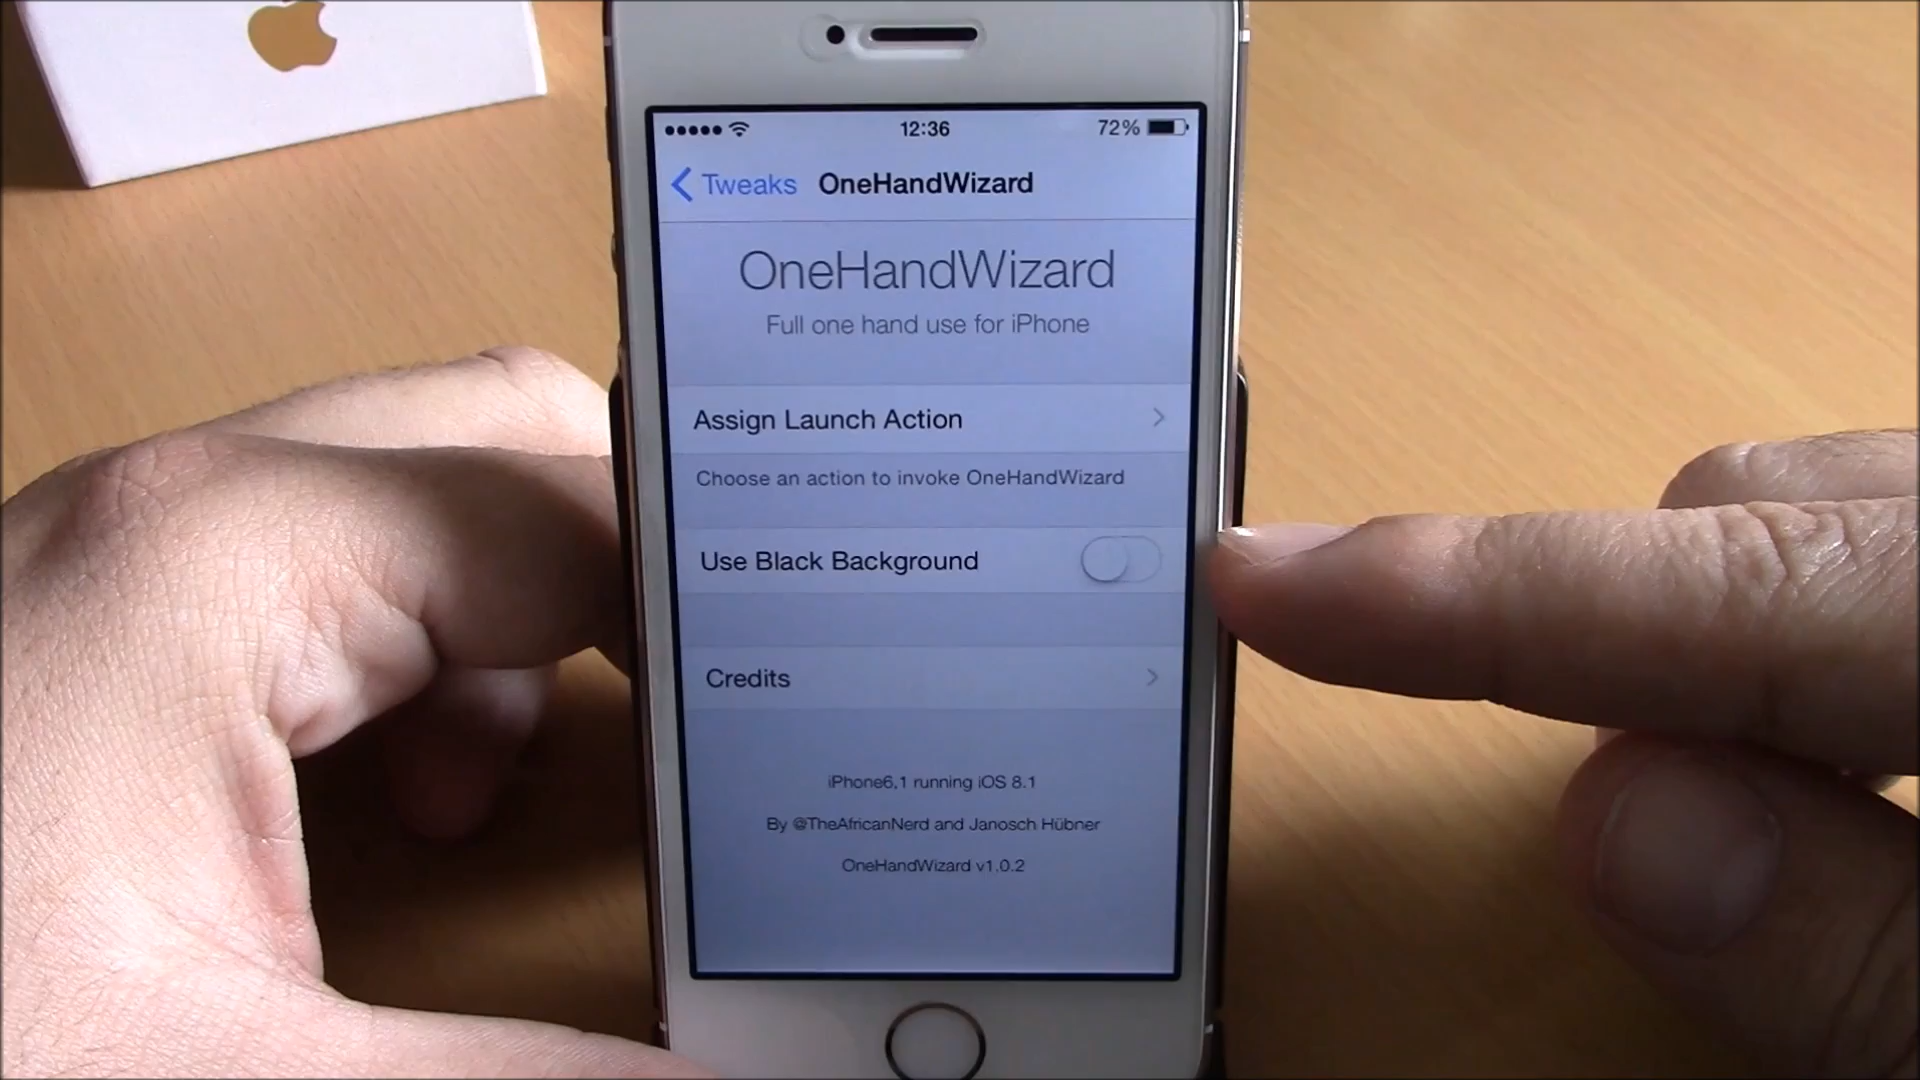 12:36
72%
Tweaks OneHandWizard
OneHandWizard
Full one hand use for iPhone
Assign Launch Action
Choose an action to invoke OneHandWizard
Use Black Background
Credits
iPhone6,1 running iOS 8.1
By @TheAfricanNerd and Janosch Hübner
OneHandWizard v1.0.2